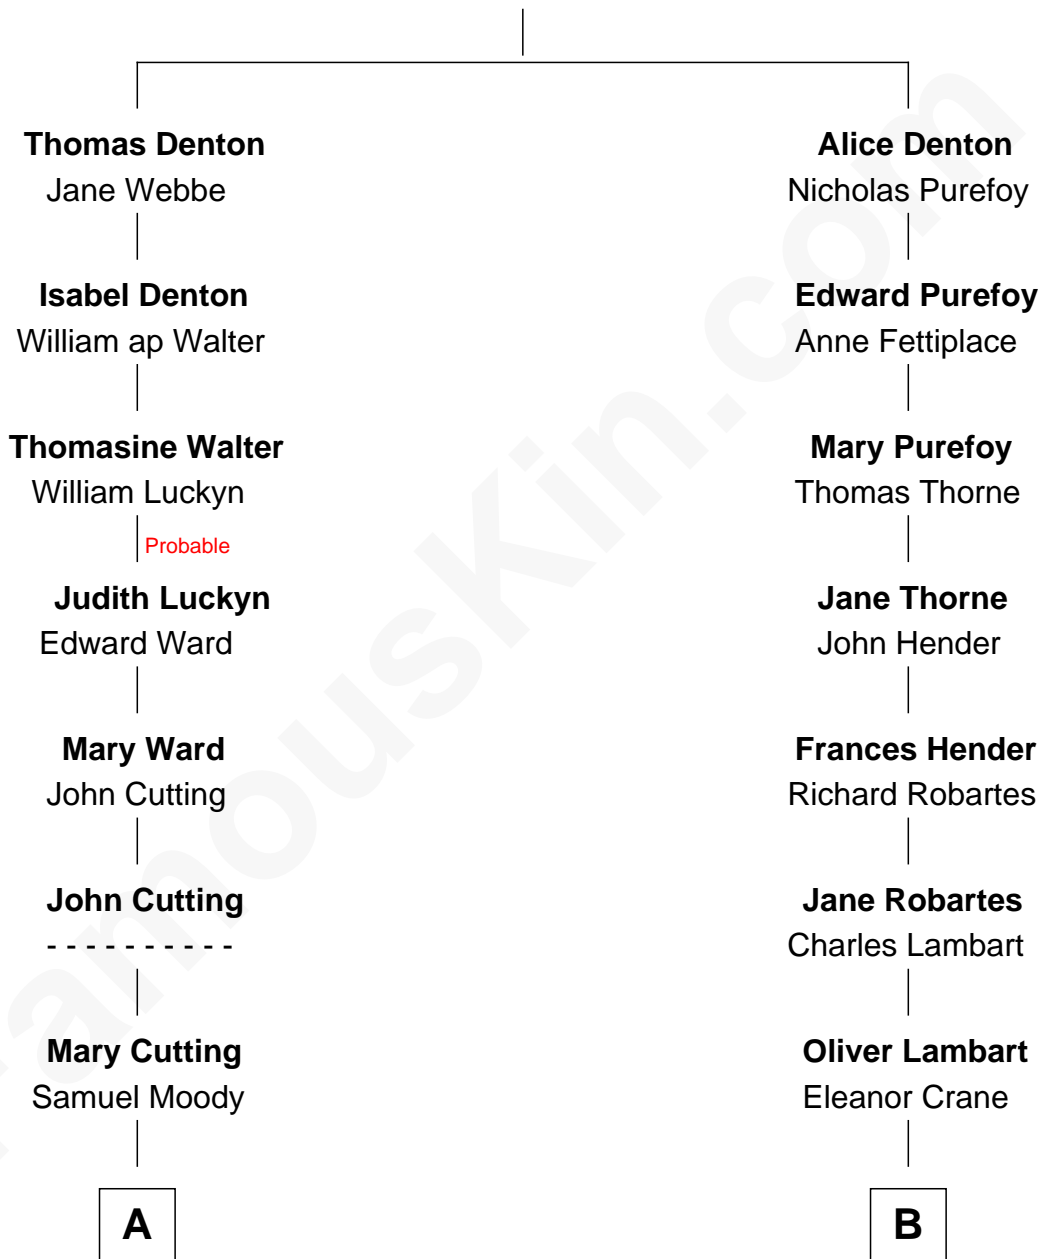 Thomas Denton
Jane Webbe
Isabel Denton
William ap Walter
Thomasine Walter
William Luckyn
Probable
Judith Luckyn
Edward Ward
Mary Ward
John Cutting
John Cutting
- - - - - - - - - -
Mary Cutting
Samuel Moody
A
Alice Denton
Nicholas Purefoy
Edward Purefoy
Anne Fettiplace
Mary Purefoy
Thomas Thorne
Jane Thorne
John Hender
Frances Hender
Richard Robartes
Jane Robartes
Charles Lambart
Oliver Lambart
Eleanor Crane
B
FamousKin.com